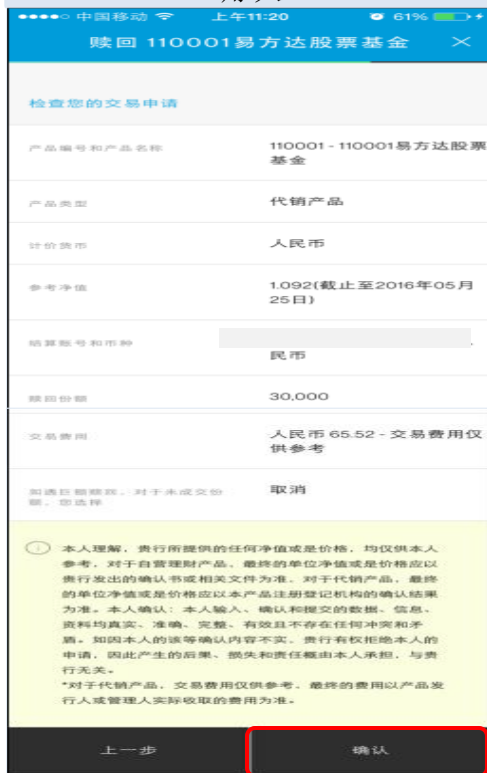 中国移动 上午11:20 61%
赎回 110001易方达股票基金
检查您的交易申请
产品编号和产品名称 110001 - 110001易方达股票
基金
产品类型 代销产品
计价货币 人民币
参考净值 1.092(截止至2016年05月
25日)
结算账号和币种
民币
赎回份额 30,000
交易费用 人民币 65.52 - 交易费用仅
供参考
如遇巨额赎回，对于未成交份 取消
额，您选择
本人理解，贵行所提供的任何净值或是价格，均仅供本人
参考，对于自营理财产品，最终的单位净值或是价格应以
贵行发出的确认书或相关文件为准，对于代销产品，最终
的单位净值或是价格应以本产品注册登记机构的确认结果
为准。本人确认：本人输入、确认和提交的数据、信息、
资料均真实、准确、完整、有效且不存在任何冲突和矛
盾。如因本人的该等确认内容不实，贵行有权拒绝本人的
申请，因此产生的后果、损失和责任概由本人承担，与贵
行无关。
*对于代销产品，交易费用仅供参考，最终的费用以产品发
行人或管理人实际收取的费用为准。
上一步 确认